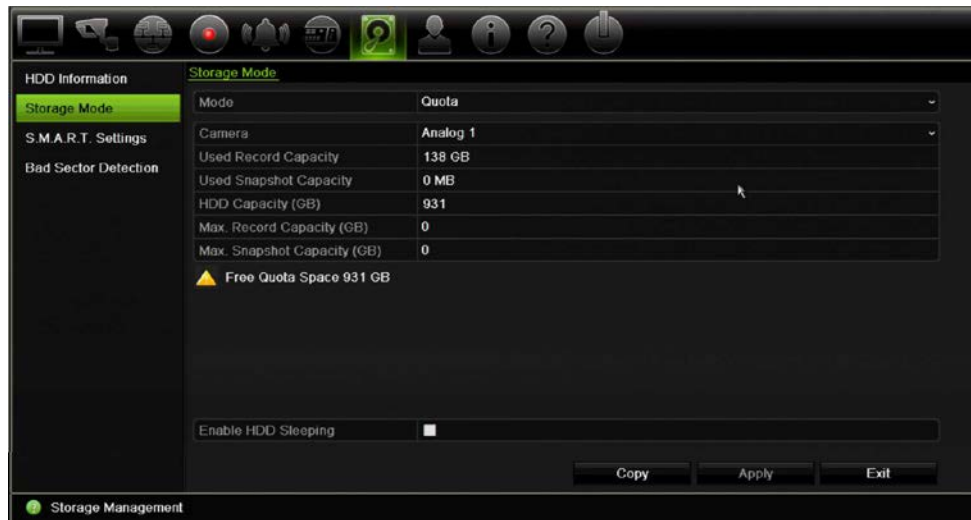 HDD Information
Storage Mode
S.M.A.R.T. Settings
Bad Sector Detection
Storage Mode
Mode Quota
Camera Analog 1
Used Record Capacity 138 GB
Used Snapshot Capacity 0 MB
HDD Capacity (GB) 931
Max. Record Capacity (GB) 0
Max. Snapshot Capacity (GB) 0
Free Quota Space 931 GB
Enable HDD Sleeping
Copy Apply Exit
Storage Management